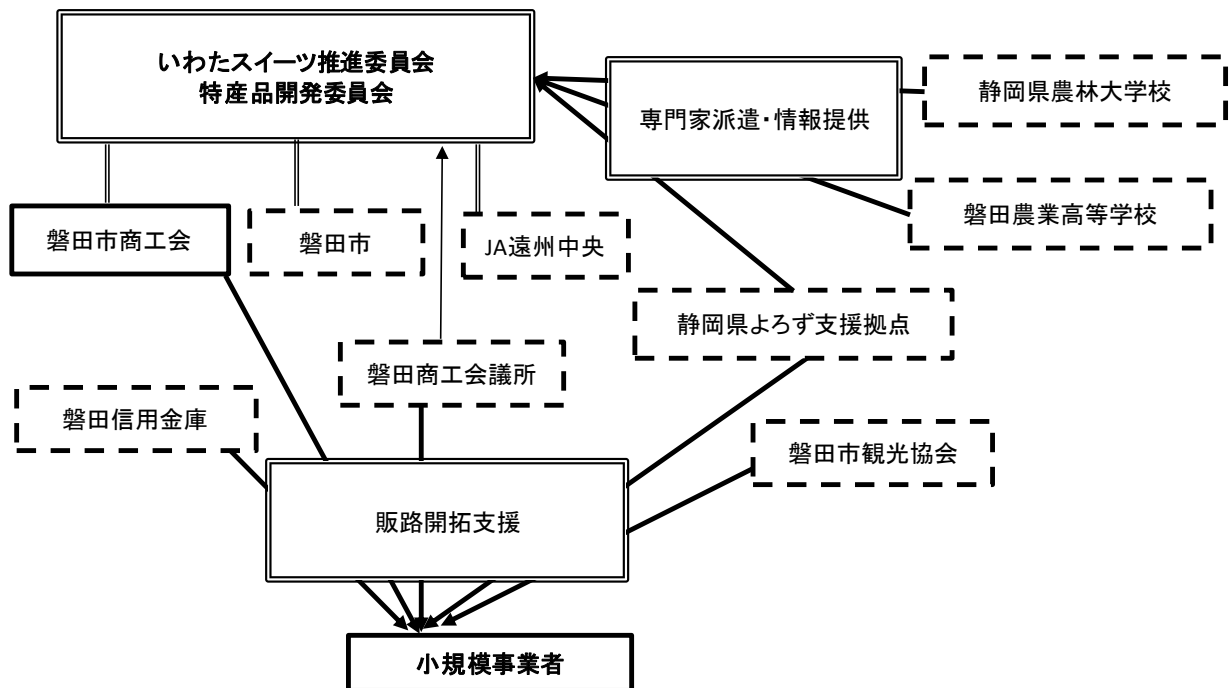 いわたスイーツ推進委員会
特産品開発委員会
専門家派遣・情報提供
静岡県農林大学校
磐田農業高等学校
磐田市商工会
磐田市
JA遠州中央
静岡県よろず支援拠点
磐田商工会議所
磐田信用金庫
磐田市観光協会
販路開拓支援
小規模事業者